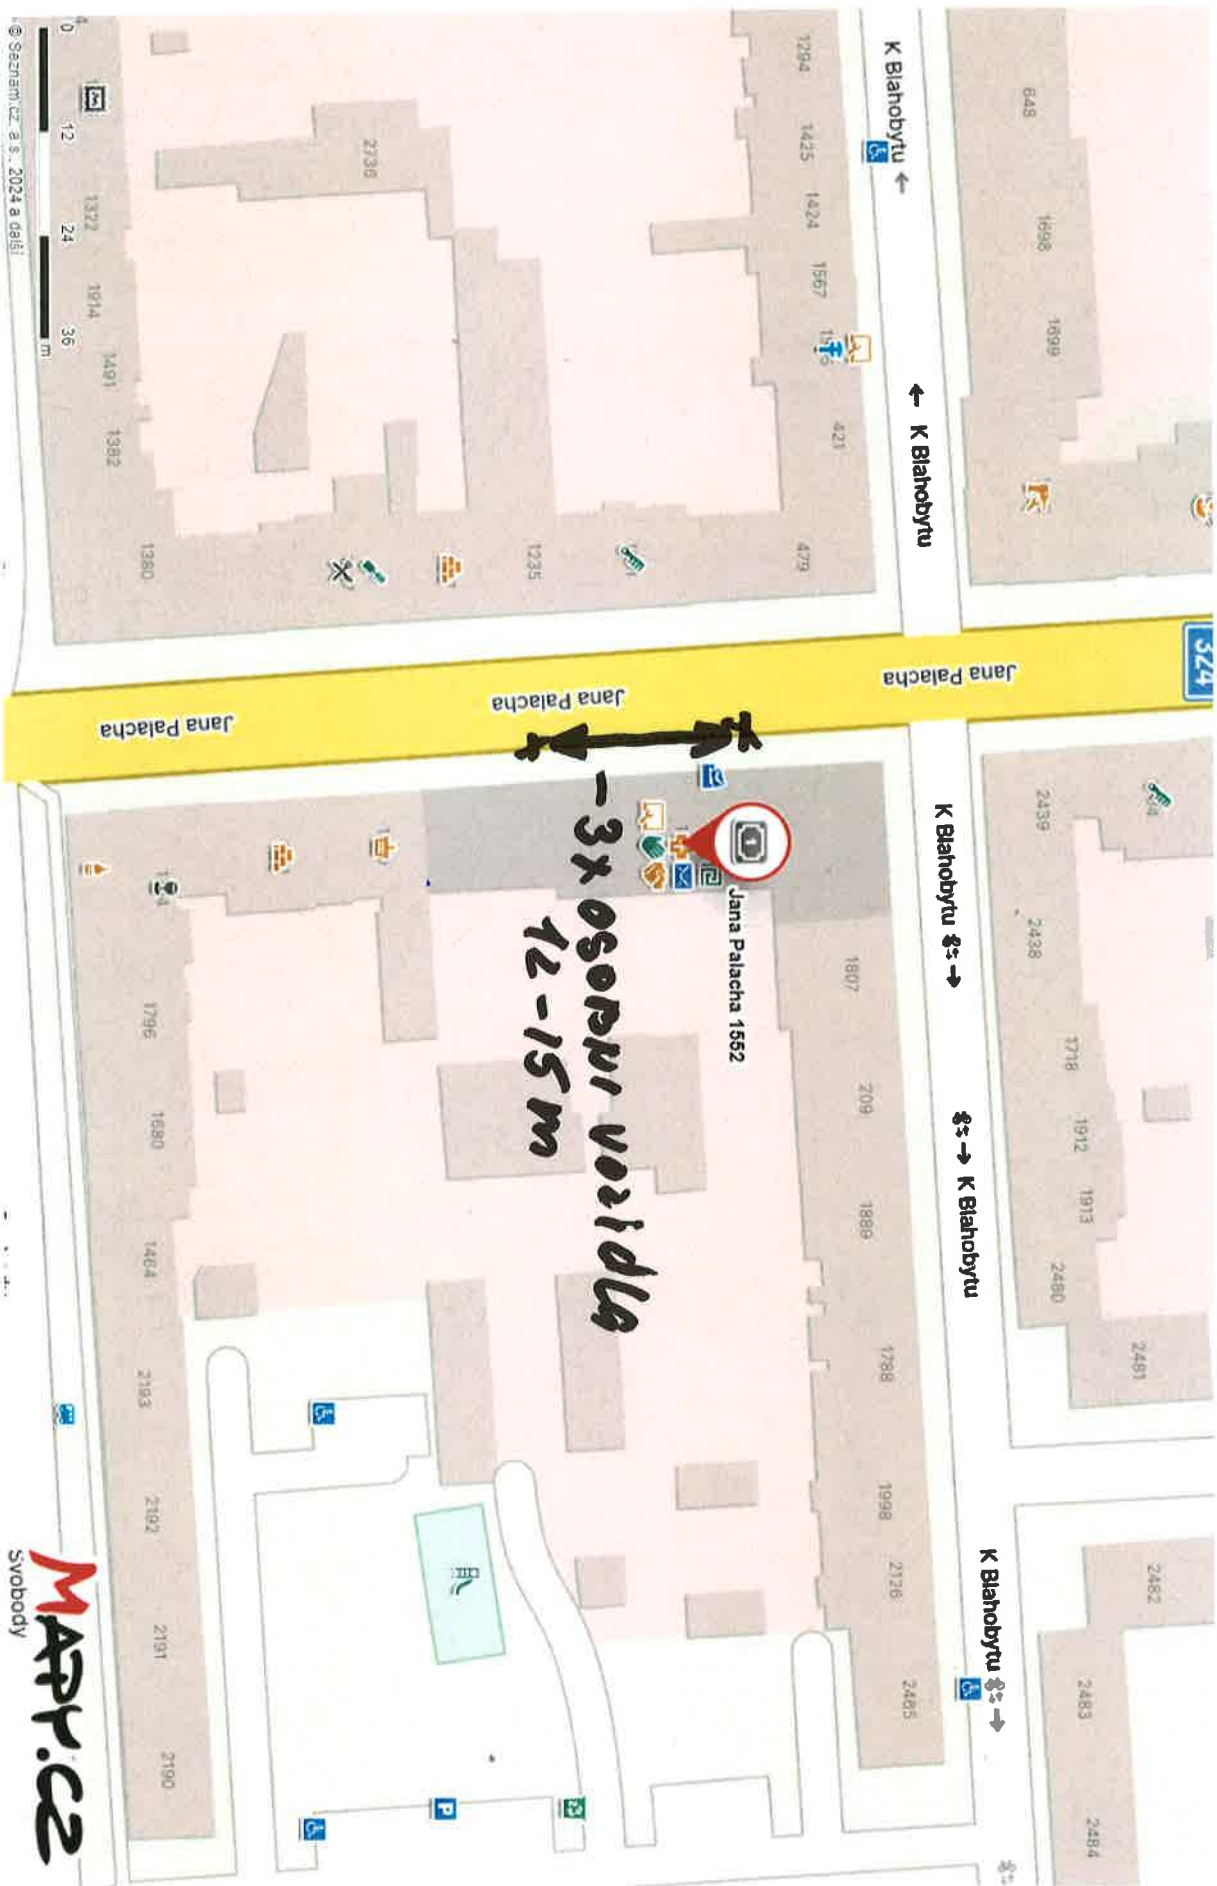 K Blahobytu ←
← K Blahobytu
K Blahobytu →
→ K Blahobytu
K Blahobytu →
324
Jana Palacha
Jana Palacha
Jana Palacha
Jana Palacha 1552
- 3x osobní vozidla
12-15 m
648
1698
1699
1294
1425
1424
1567
421
479
2736
1235
1322
1914
1491
1382
1380
2439
2438
1718
1912
1913
2480
2481
2482
2483
2484
1807
209
1889
1788
1998
2126
2465
1796
1680
1464
2193
2192
2191
2190
P
0 12 24 36 m
© Seznam.cz, a.s., 2024 a další
Svobody
MAPY.CZ